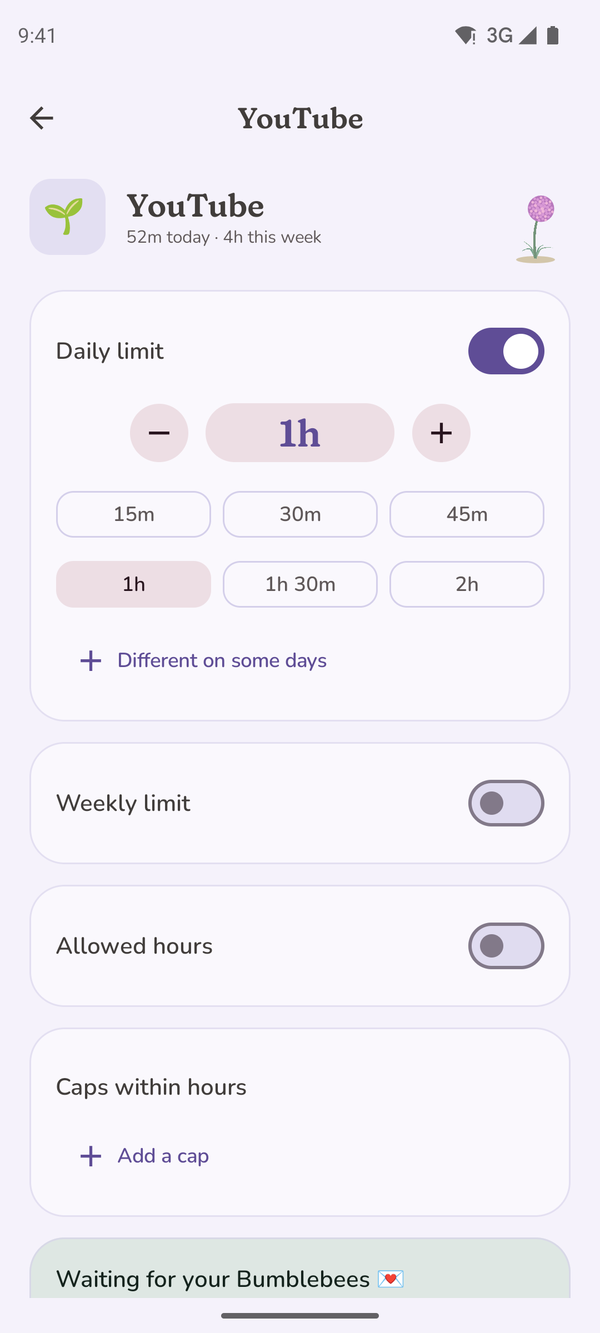 9:41
3G
YouTube
YouTube
52m today · 4h this week
Daily limit
1h
15m 30m 45m
1h 1h 30m 2h
Different on some days
Weekly limit
Allowed hours
Caps within hours
Add a cap
Waiting for your Bumblebees 💌